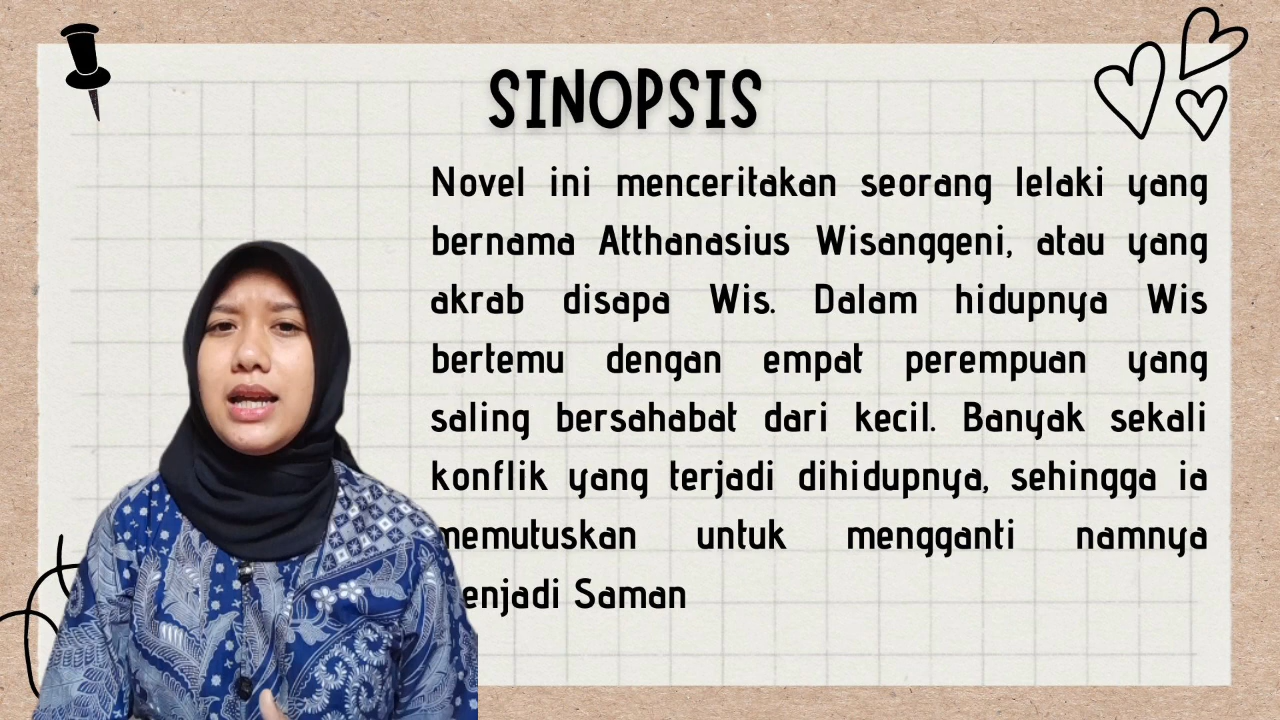 SINOPSIS
Novel ini menceritakan seorang lelaki yang
bernama Atthanasius Wisanggeni, atau yang
akrab disapa Wis. Dalam hidupnya Wis
bertemu dengan empat perempuan yang
saling bersahabat dari kecil. Banyak sekali
konflik yang terjadi dihidupnya, sehingga ia
memutuskan untuk mengganti namnya
enjadi Saman